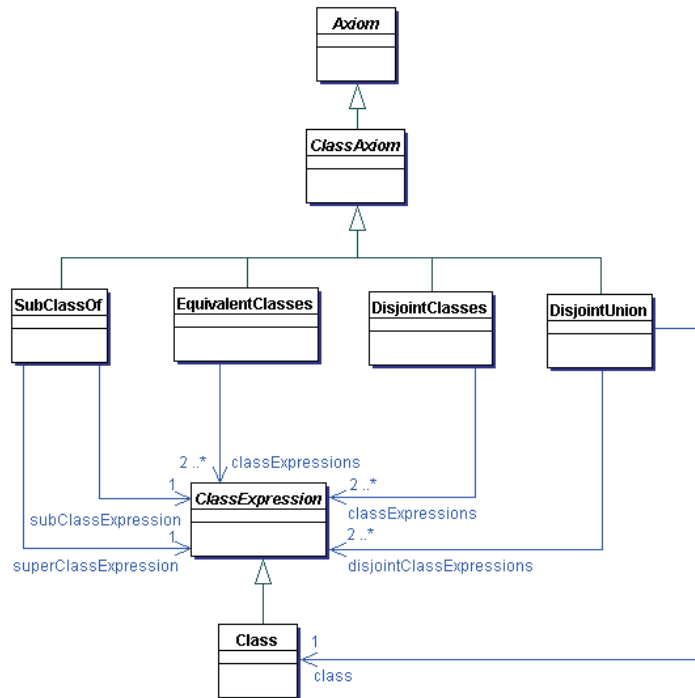 Axiom
ClassAxiom
SubClassOf
EquivalentClasses
DisjointClasses
DisjointUnion
2 ..*
classExpressions
1
ClassExpression
2 ..*
subClassExpression
classExpressions
1
2 ..*
superClassExpression
disjointClassExpressions
Class
1
class